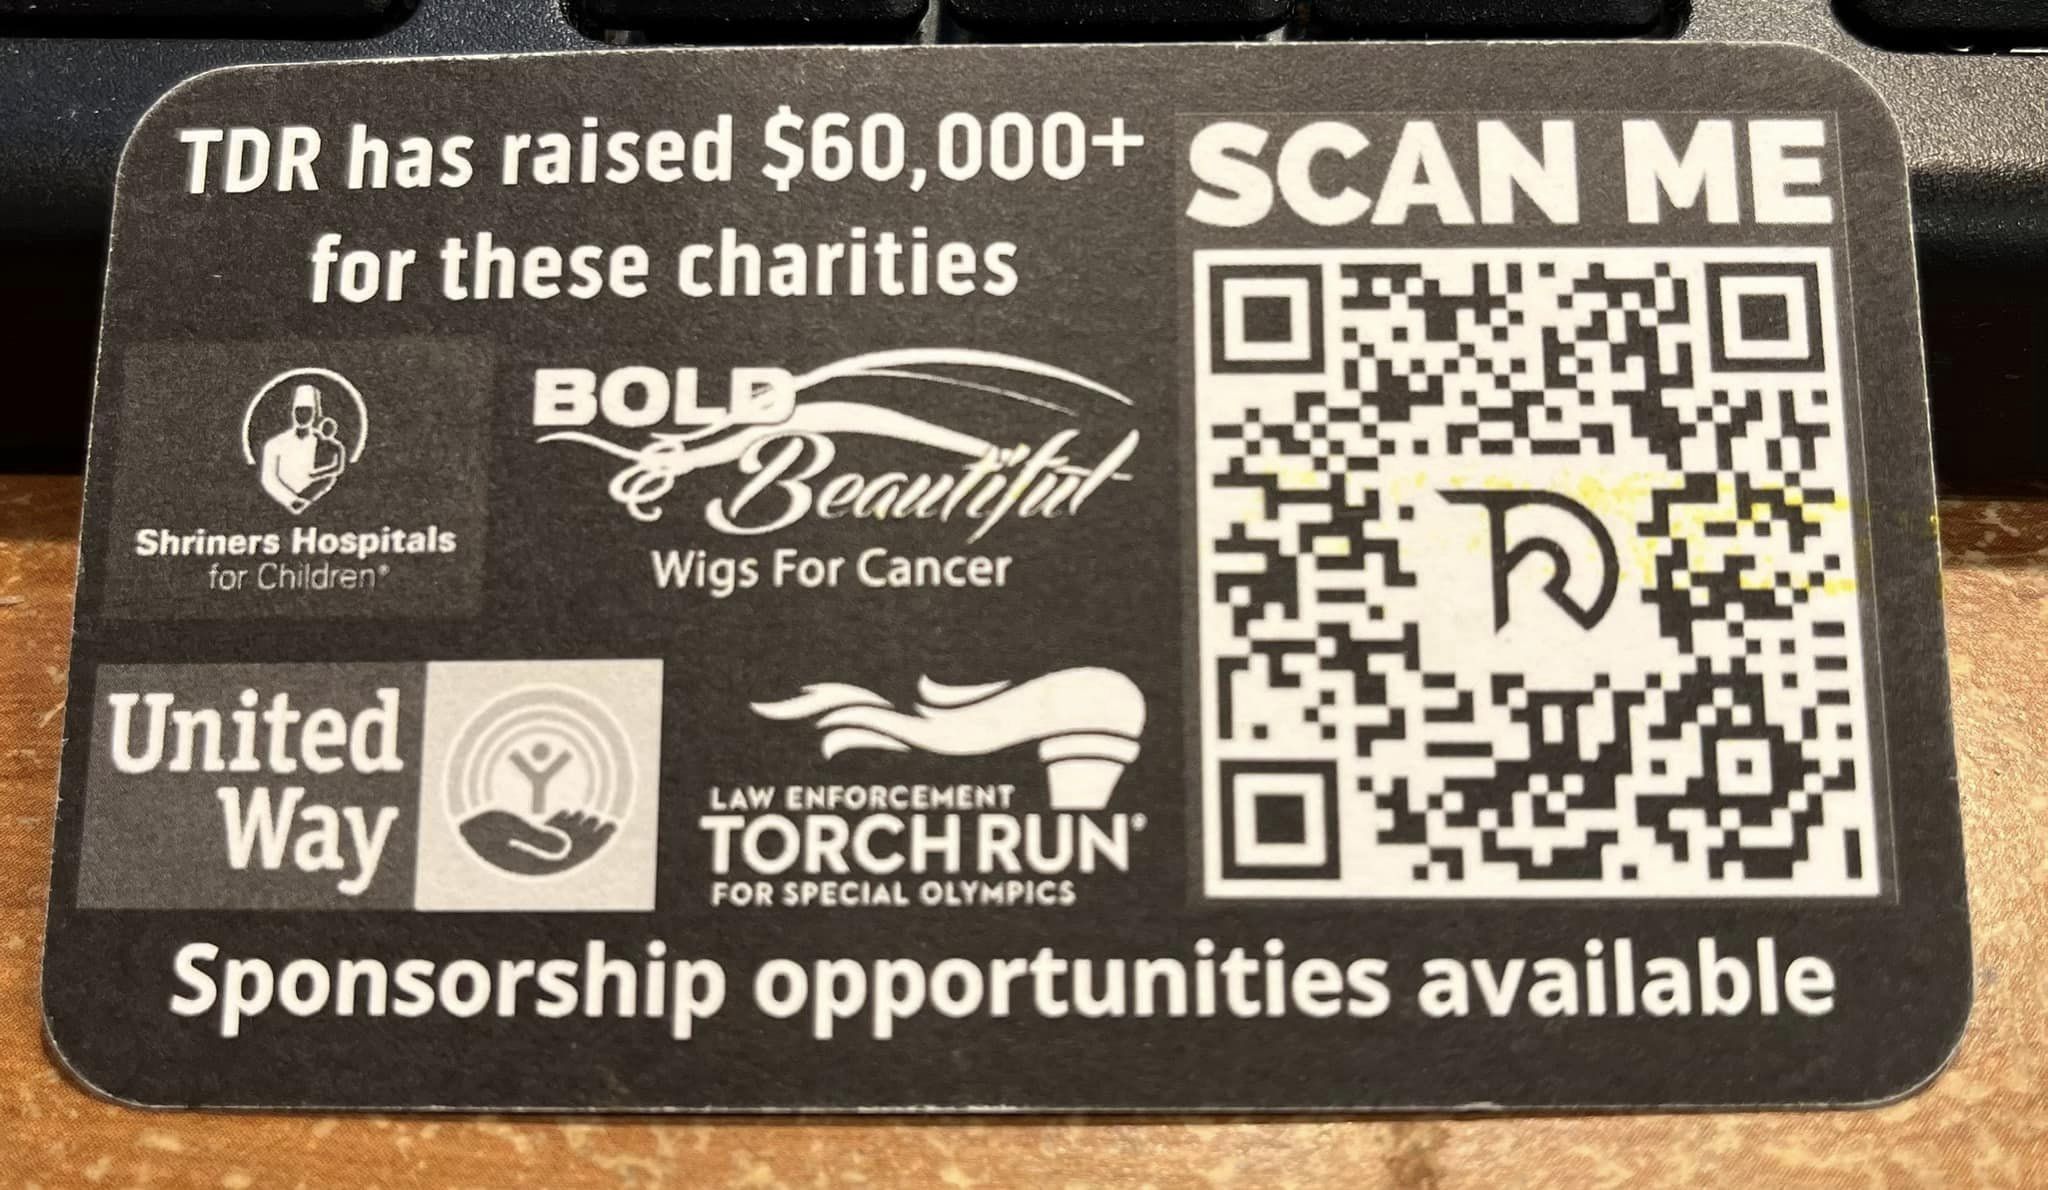 TDR has raised $60,000+
for these charities
SCAN ME
Shriners Hospitals
for Children®
BOLD
& Beautiful
Wigs For Cancer
United
Way
LAW ENFORCEMENT
TORCH RUN®
FOR SPECIAL OLYMPICS
Sponsorship opportunities available